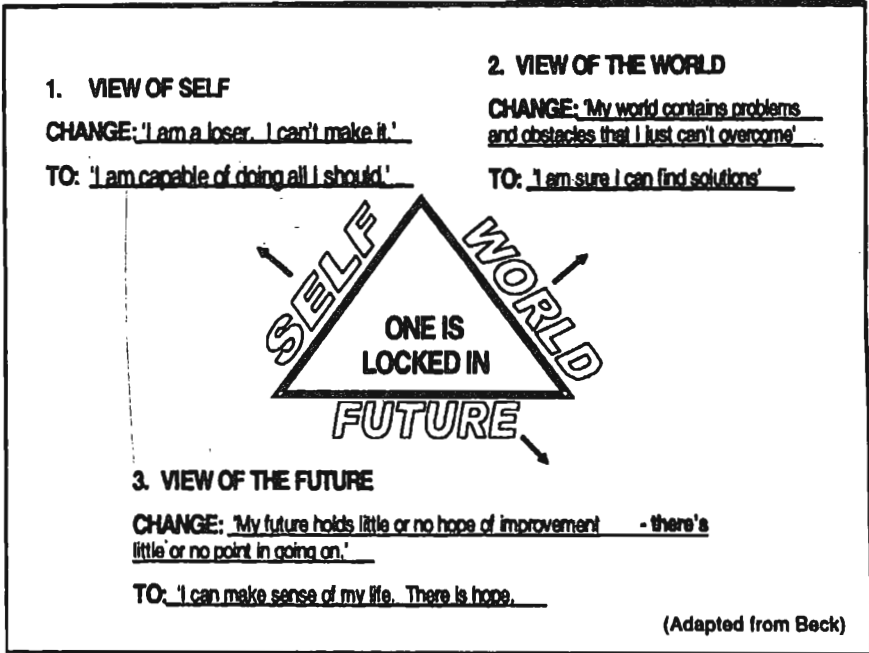 1. VIEW OF SELF
CHANGE: 'I am a loser. I can't make it.'
TO: 'I am capable of doing all I should.'
2. VIEW OF THE WORLD
CHANGE: 'My world contains problems
and obstacles that I just can't overcome'
TO: 'I am sure I can find solutions'
SELF
WORLD
ONE IS
LOCKED IN
FUTURE
3. VIEW OF THE FUTURE
CHANGE: 'My future holds little or no hope of improvement - there's
little or no point in going on.'
TO: 'I can make sense of my life. There is hope.
(Adapted from Beck)